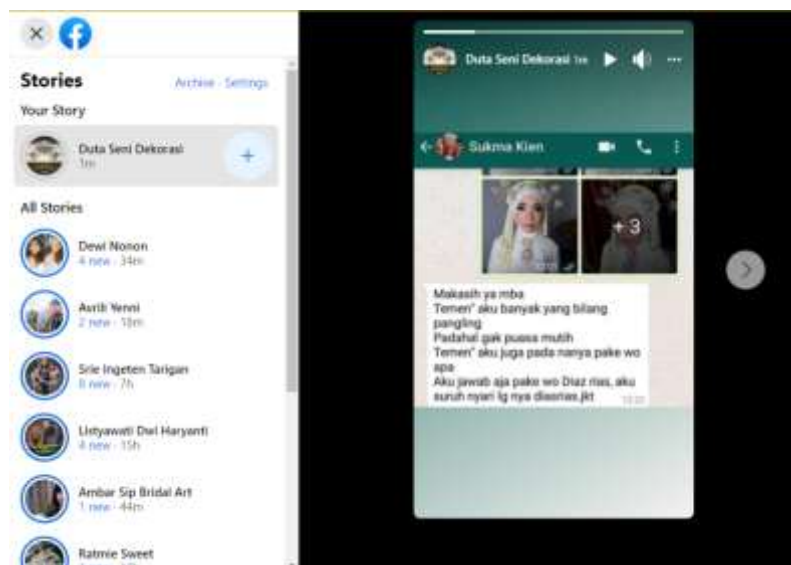 Stories
Archive · Settings
Your Story
Duta Seni Dekorasi
1m
All Stories
Dewi Nonon
4 new · 34m
Avrili Yenni
2 new · 18m
Srie Ingeten Tarigan
8 new · 7h
Listyawati Dwi Haryanti
4 new · 15h
Ambar Sip Bridal Art
1 new · 44m
Ratmie Sweet
Duta Seni Dekorasi 1m
Sukma Kien
+3
Makasih ya mba
Temen" aku banyak yang bilang
pangling
Padahal gak puasa mutih
Temen" aku juga pada nanya pake wo
apa
Aku jawab aja pake wo Diaz rias, aku
suruh nyari Ig nya diasrias.jkt